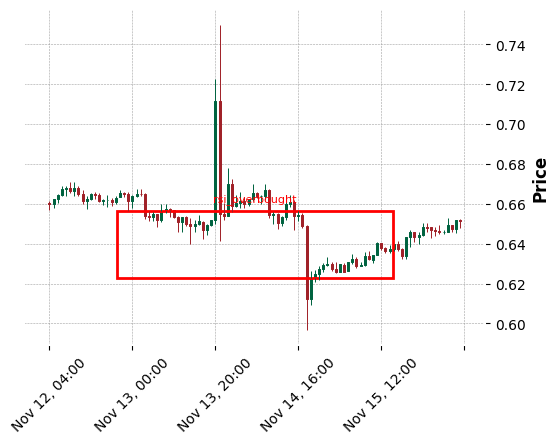 0.74
0.72
0.70
0.68
0.66
0.64
0.62
0.60
Price
rsi_overbought
Nov 12, 04:00
Nov 13, 00:00
Nov 13, 20:00
Nov 14, 16:00
Nov 15, 12:00